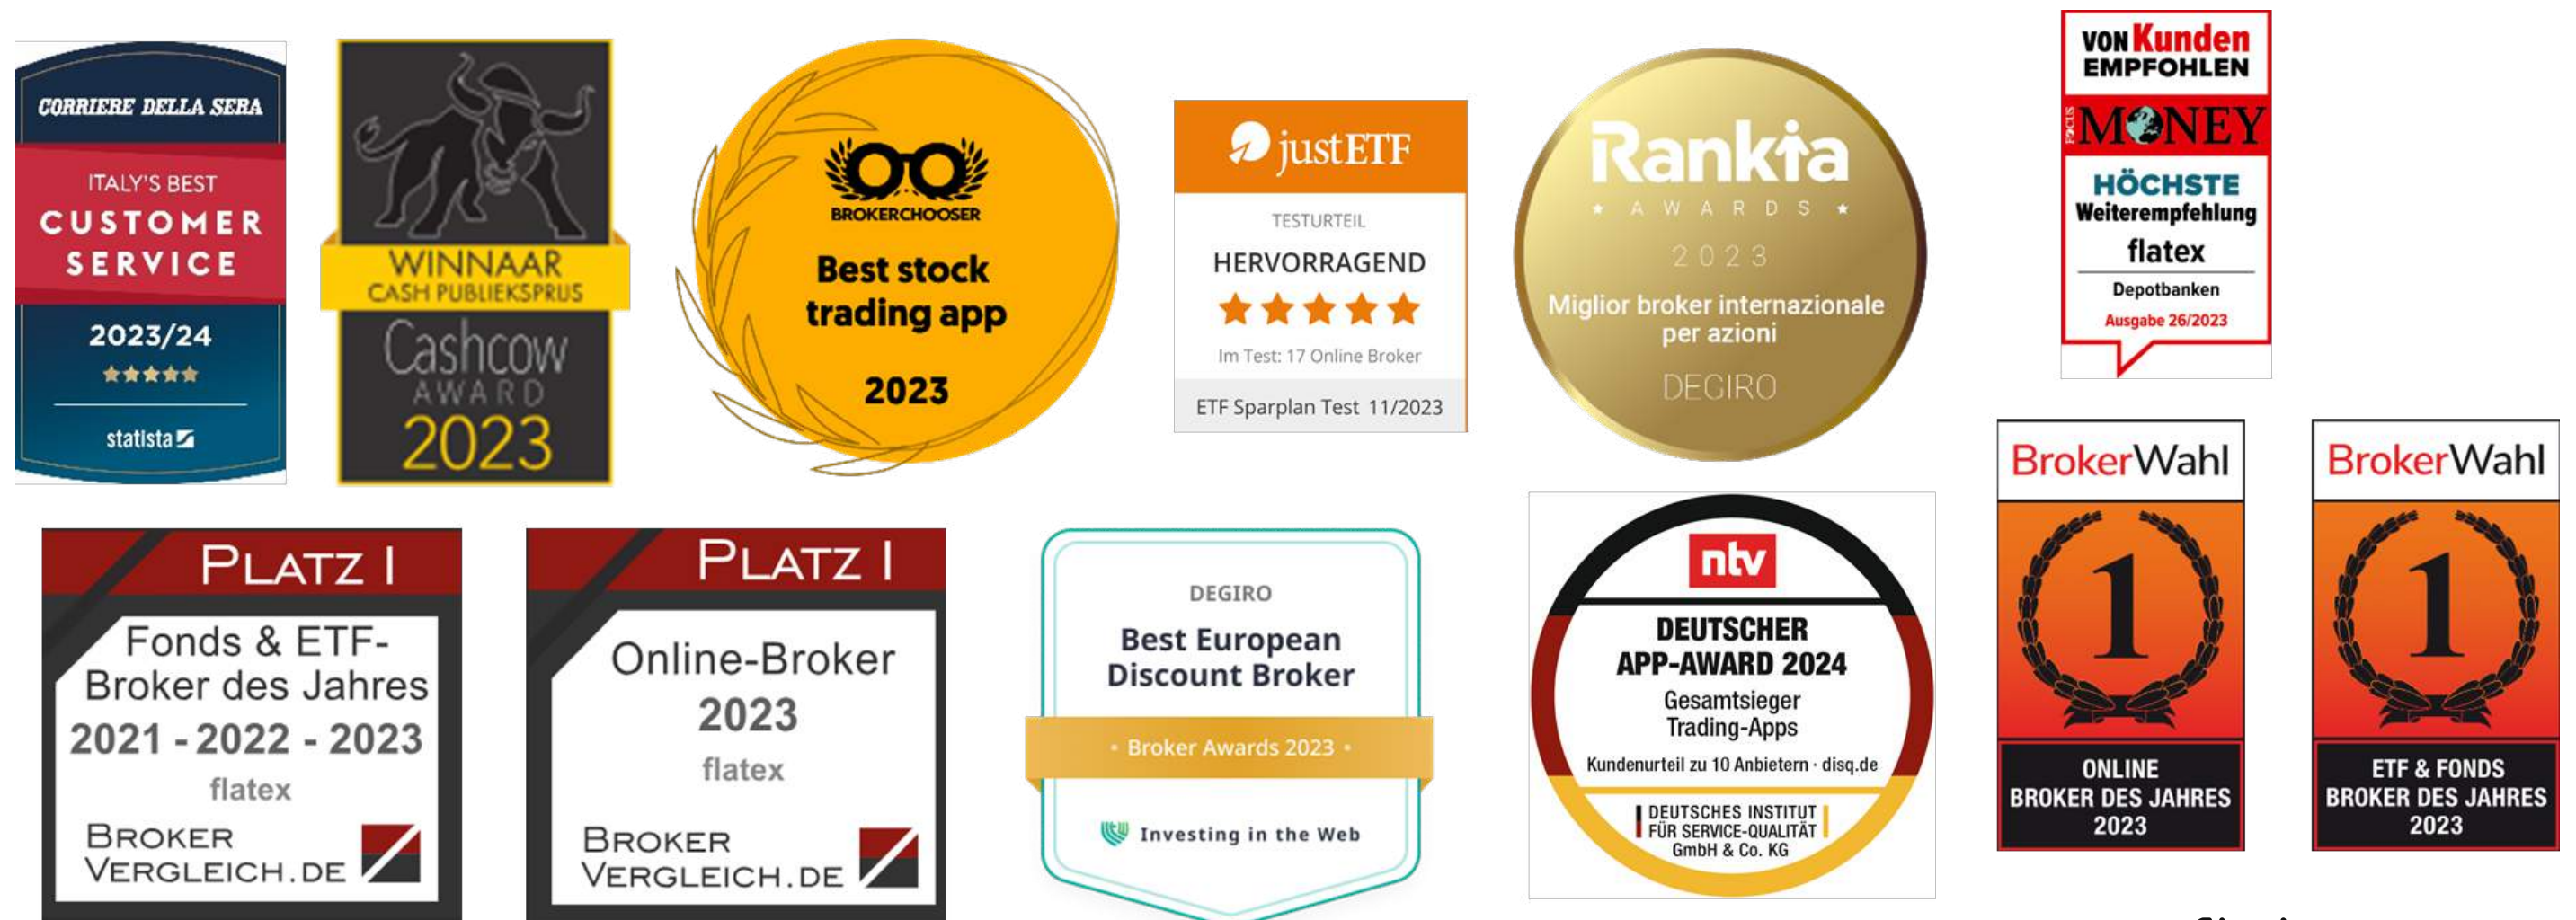 CORRIERE DELLA SERA
ITALY'S BEST
CUSTOMER
SERVICE
2023/24
statista
WINNAAR
CASH PUBLIEKSPRIJS
Cashcow
AWARD
2023
BROKERCHOOSER
Best stock
trading app
2023
justETF
TESTURTEIL
HERVORRAGEND
Im Test: 17 Online Broker
ETF Sparplan Test 11/2023
Rankia
AWARDS
2023
Miglior broker internazionale
per azioni
DEGIRO
VON Kunden
EMPFOHLEN
FOCUS MONEY
HÖCHSTE
Weiterempfehlung
flatex
Depotbanken
Ausgabe 26/2023
PLATZ I
Fonds & ETF-
Broker des Jahres
2021 - 2022 - 2023
flatex
BROKER
VERGLEICH.DE
PLATZ I
Online-Broker
2023
flatex
BROKER
VERGLEICH.DE
DEGIRO
Best European
Discount Broker
• Broker Awards 2023 •
Investing in the Web
ntv
DEUTSCHER
APP-AWARD 2024
Gesamtsieger
Trading-Apps
Kundenurteil zu 10 Anbietern · disq.de
DEUTSCHES INSTITUT
FÜR SERVICE-QUALITÄT
GmbH & Co. KG
BrokerWahl
1
ONLINE
BROKER DES JAHRES
2023
BrokerWahl
1
ETF & FONDS
BROKER DES JAHRES
2023